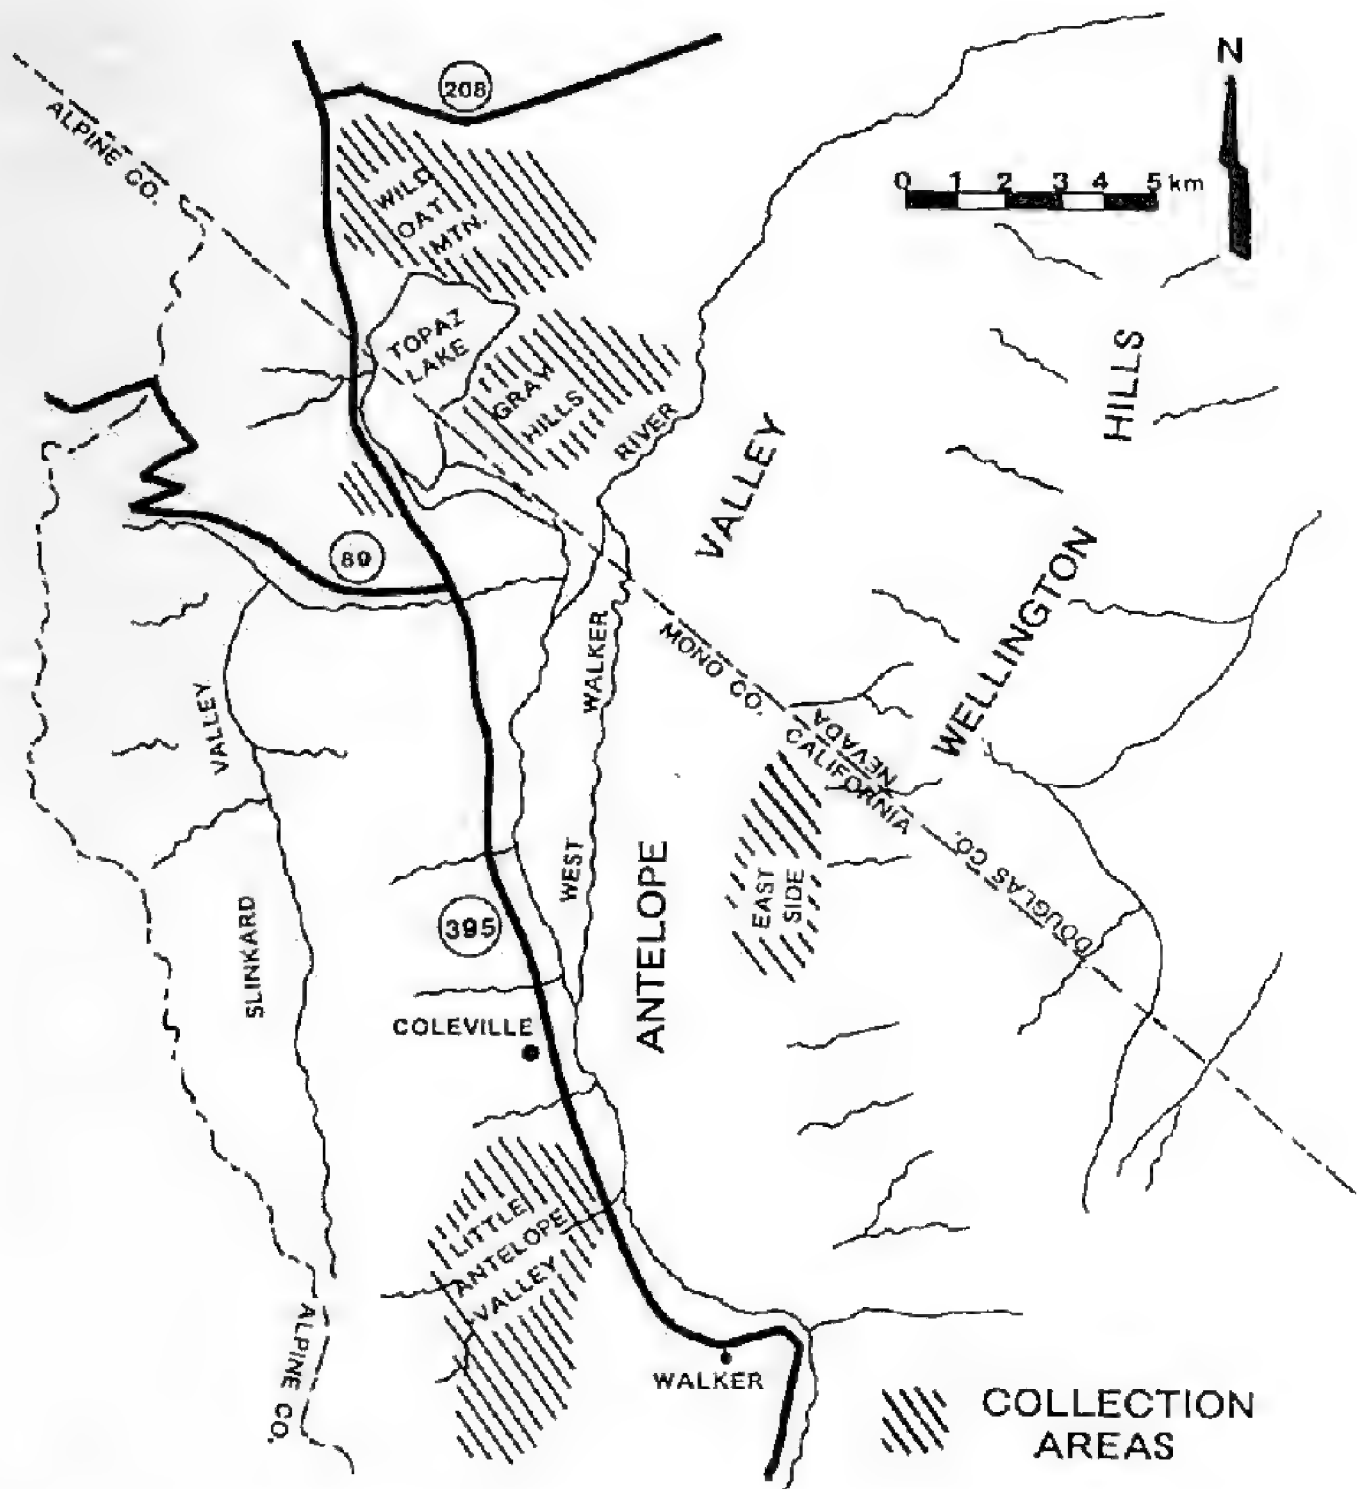 N
208
ALPINE CO.
0 1 2 3 4 5 km
WILD
OAT
MTN.
TOPAZ
LAKE
GRAY
HILLS
RIVER
HILLS
VALLEY
89
WELLINGTON
WALKER
MONO CO.
VALLEY
NEVADA
CALIFORNIA
DOUGLAS CO.
WEST
EAST
SIDE
395
SLINKARD
ANTELOPE
COLEVILLE
LITTLE
ANTELOPE
VALLEY
ALPINE CO.
WALKER
COLLECTION
AREAS